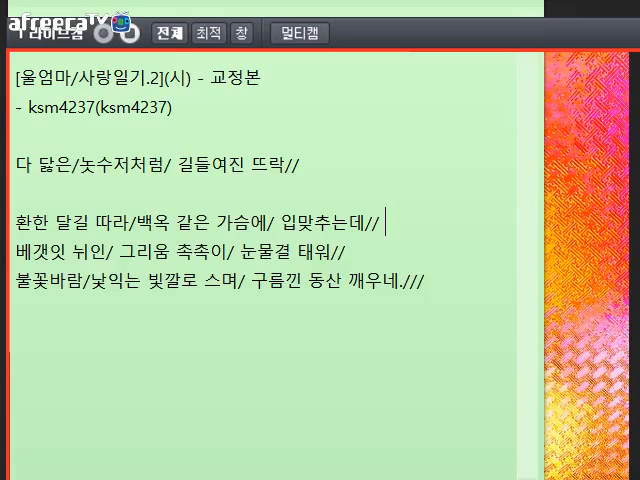 afreecaTV
라이브캠 전체 최적 창 멀티캠
[울엄마/사랑일기.2](시) - 교정본
- ksm4237(ksm4237)
다 닳은/놋수저처럼/ 길들여진 뜨락//
환한 달길 따라/백옥 같은 가슴에/ 입맞추는데//
베갯잇 뉘인/ 그리움 촉촉이/ 눈물결 태워//
불꽃바람/낯익는 빛깔로 스며/ 구름낀 동산 깨우네.///